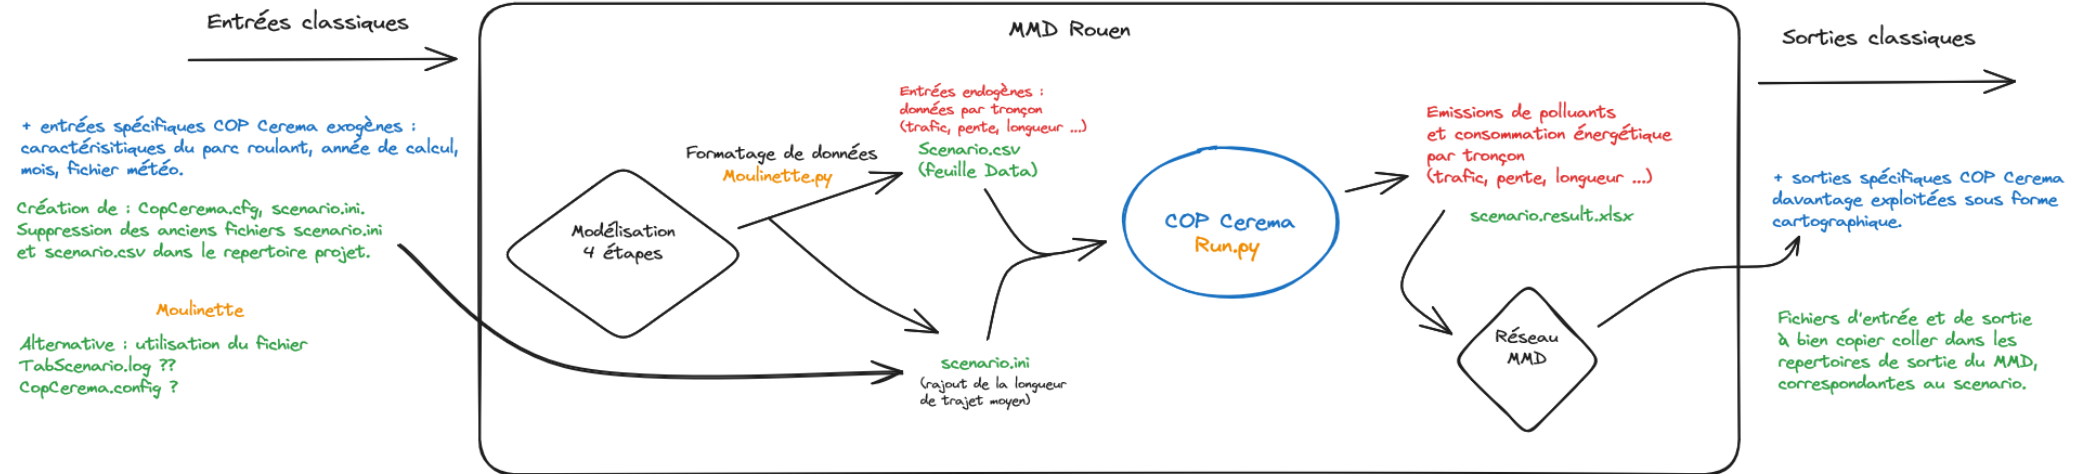 Entrées classiques
+ entrées spécifiques COP Cerema exogènes :
caractérisitiques du parc roulant, année de calcul,
mois, fichier météo.
Création de : CopCerema.cfg, scenario.ini.
Suppression des anciens fichiers scenario.ini
et scenario.csv dans le repertoire projet.
Moulinette
Alternative : utilisation du fichier
TabScenario.log ??
CopCerema.config ?
MMD Rouen
Modélisation
4 étapes
Formatage de données
Moulinette.py
Entrées endogènes :
données par tronçon
(trafic, pente, longueur ...)
Scenario.csv
(feuille Data)
scenario.ini
(rajout de la longueur
de trajet moyen)
COP Cerema
Run.py
Emissions de polluants
et consommation énergétique
par tronçon
(trafic, pente, longueur ...)
scenario.result.xlsx
Réseau
MMD
Sorties classiques
+ sorties spécifiques COP Cerema
davantage exploitées sous forme
cartographique.
Fichiers d'entrée et de sortie
à bien copier coller dans les
repertoires de sortie du MMD,
correspondantes au scenario.